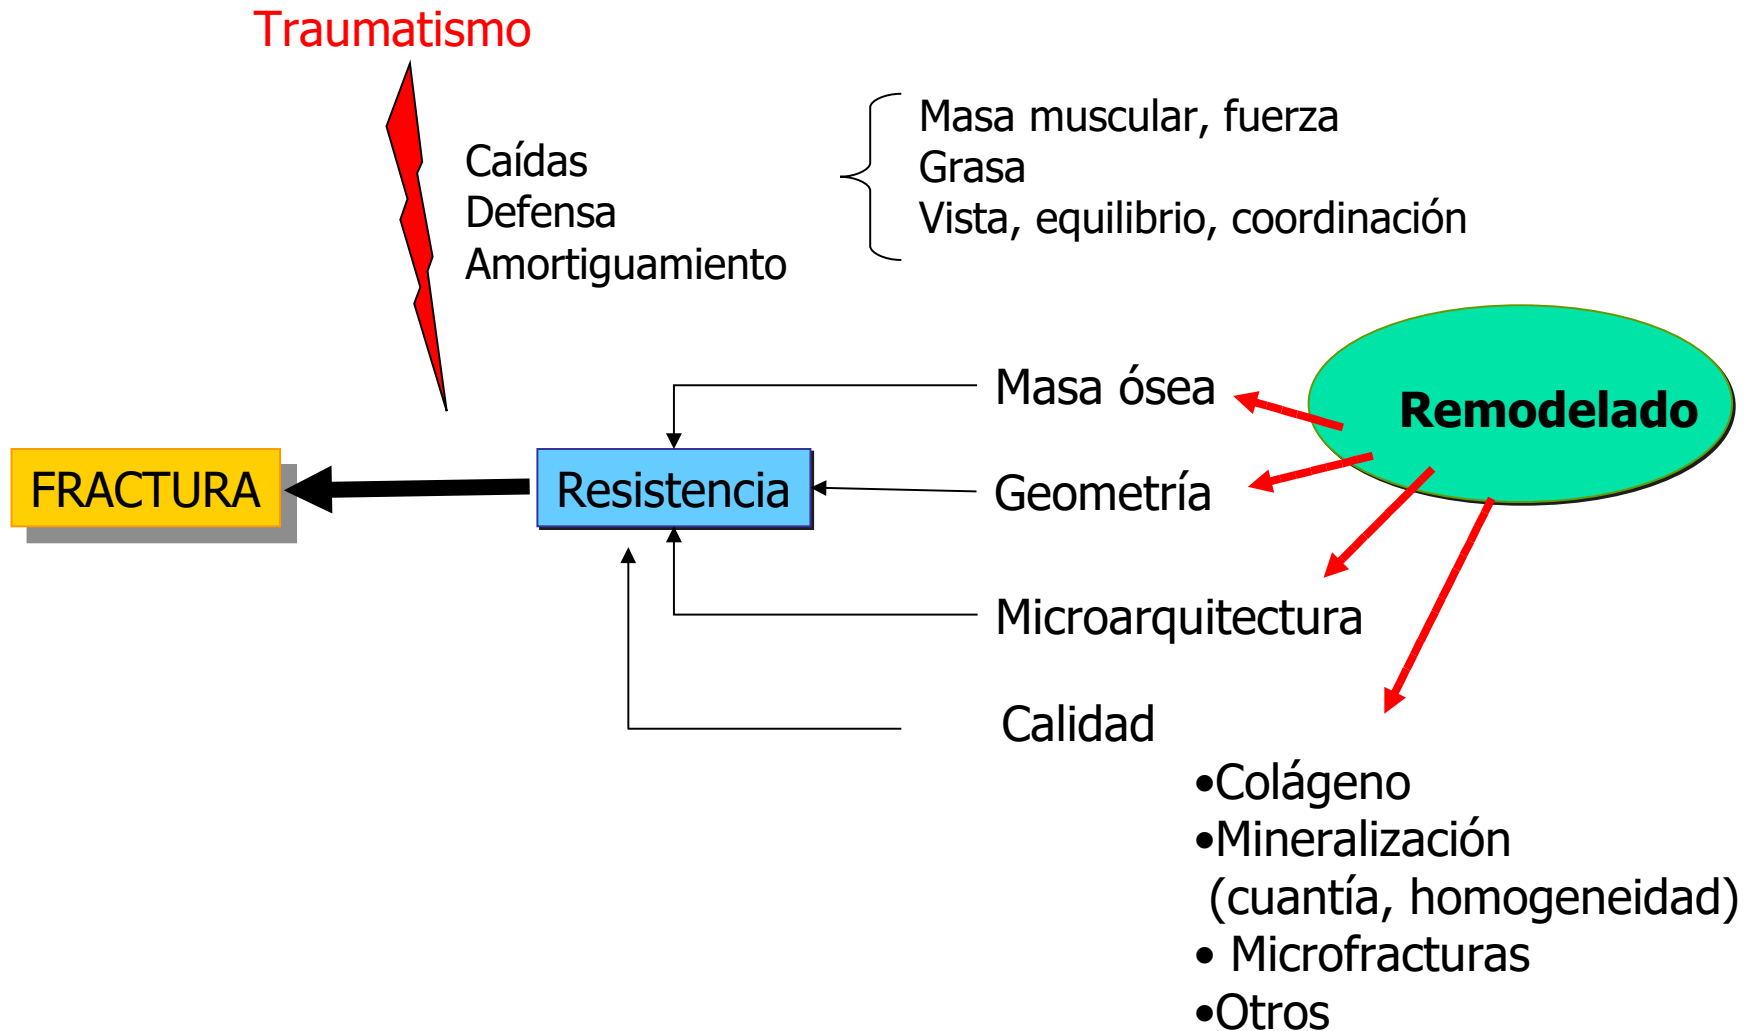 Traumatismo
Caídas
Defensa
Amortiguamiento
Masa muscular, fuerza
Grasa
Vista, equilibrio, coordinación
Masa ósea
Remodelado
FRACTURA
Resistencia
Geometría
Microarquitectura
Calidad
•Colágeno
•Mineralización
(cuantía, homogeneidad)
• Microfracturas
•Otros